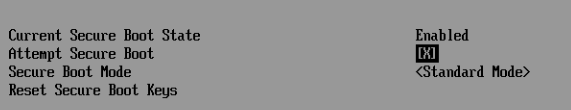 Current Secure Boot State Enabled
Attempt Secure Boot [X]
Secure Boot Mode <Standard Mode>
Reset Secure Boot Keys